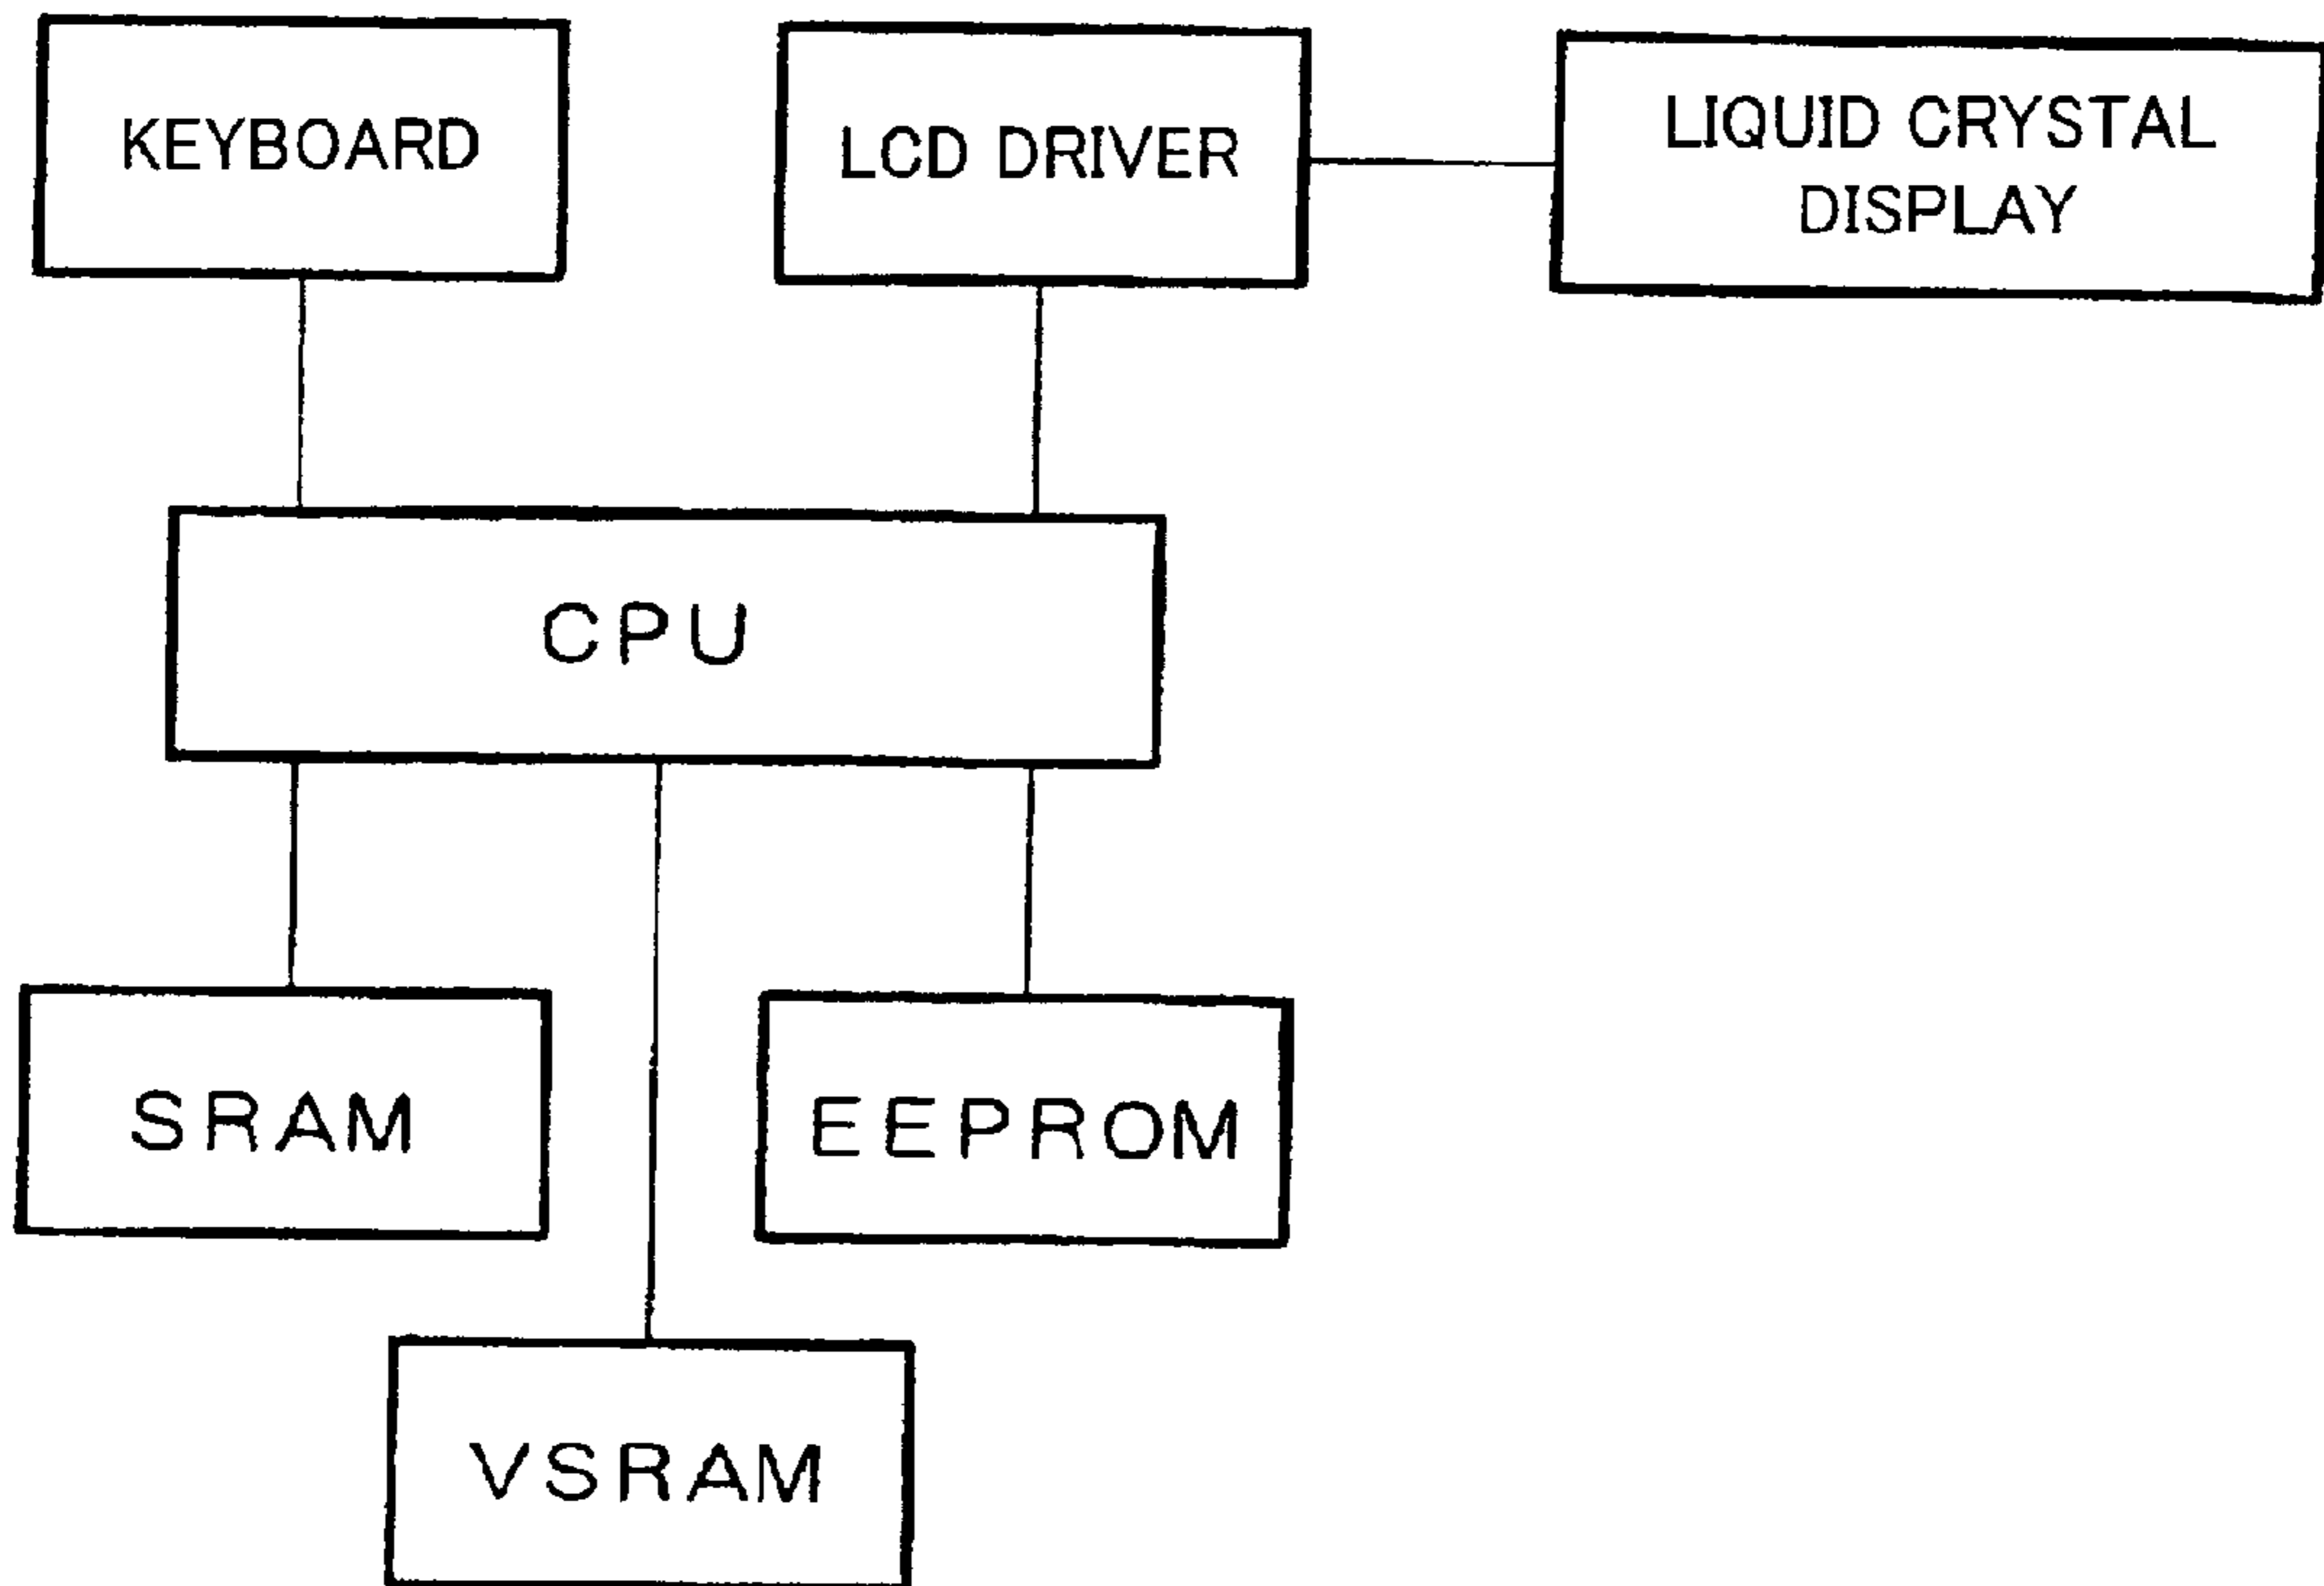 KEYBOARD
LCD DRIVER
LIQUID CRYSTAL
DISPLAY
CPU
SRAM
EEPROM
VSRAM